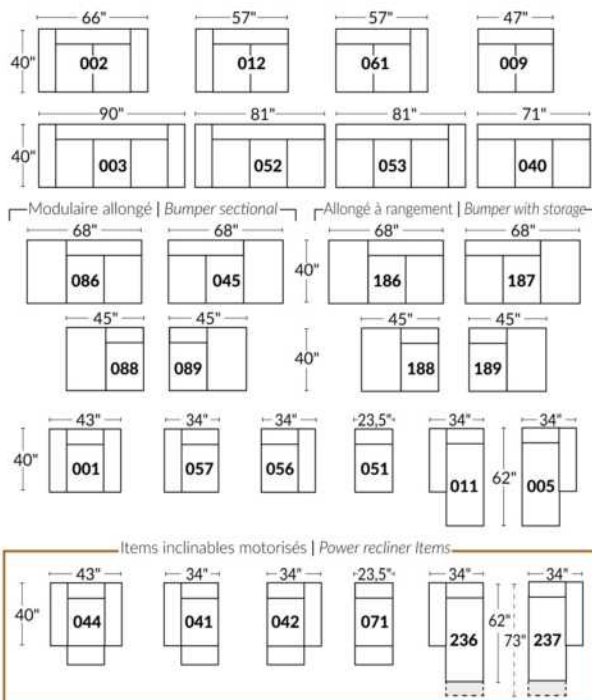 66" 57" 57" 47"
40" 002 012 061 009
90" 81" 81" 71"
40" 003 052 053 040
Modulaire allongé | Bumper sectional Allongé à rangement | Bumper with storage
68" 68" 68" 68"
086 045 40" 186 187
45" 45" 45" 45"
088 089 40" 188 189
43" 34" 34" 23,5" 34" 34"
40" 001 057 056 051 011 62" 005
Items inclinables motorisés | Power recliner Items
43" 34" 34" 23,5" 34" 34"
40" 044 041 042 071 236 62" 73" 237